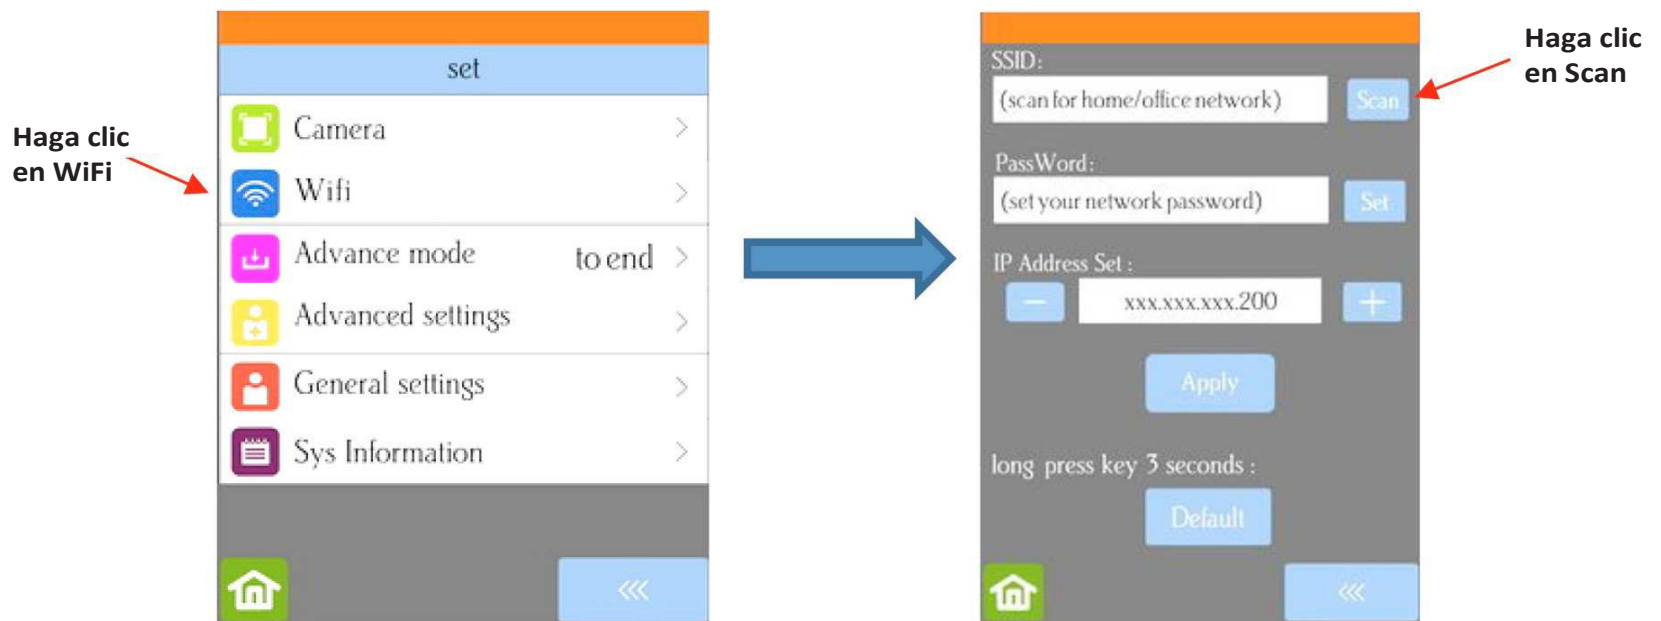 Haga clic
en WiFi
set
Camera
Wifi
Advance mode to end
Advanced settings
General settings
Sys Information
<<<
SSID:
(scan for home/office network) Scan
PassWord:
(set your network password) Set
IP Address Set :
− xxx.xxx.xxx.200 +
Apply
long press key 3 seconds :
Default
<<<
Haga clic
en Scan